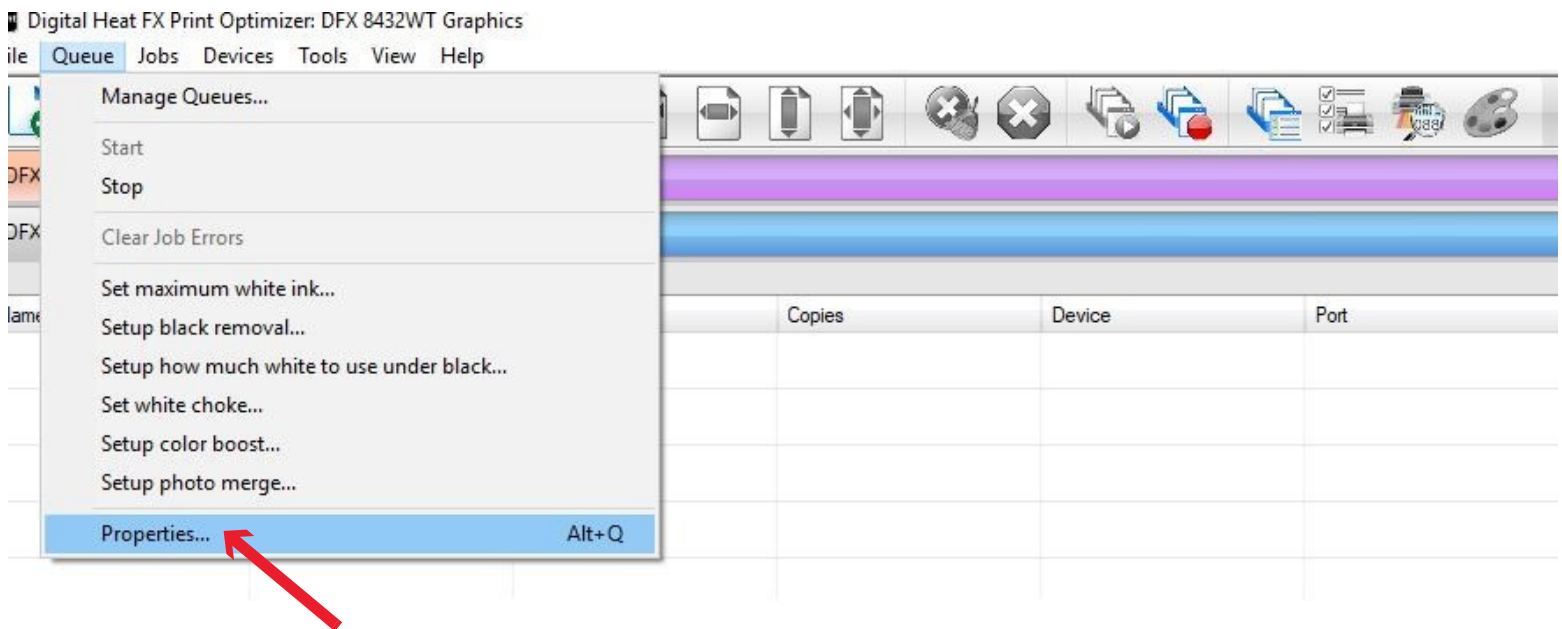 Digital Heat FX Print Optimizer: DFX 8432WT Graphics
ile Queue Jobs Devices Tools View Help
Manage Queues...
Start
DFX
Stop
DFX
Clear Job Errors
Set maximum white ink...
lame Copies Device Port
Setup black removal...
Setup how much white to use under black...
Set white choke...
Setup color boost...
Setup photo merge...
Properties... Alt+Q